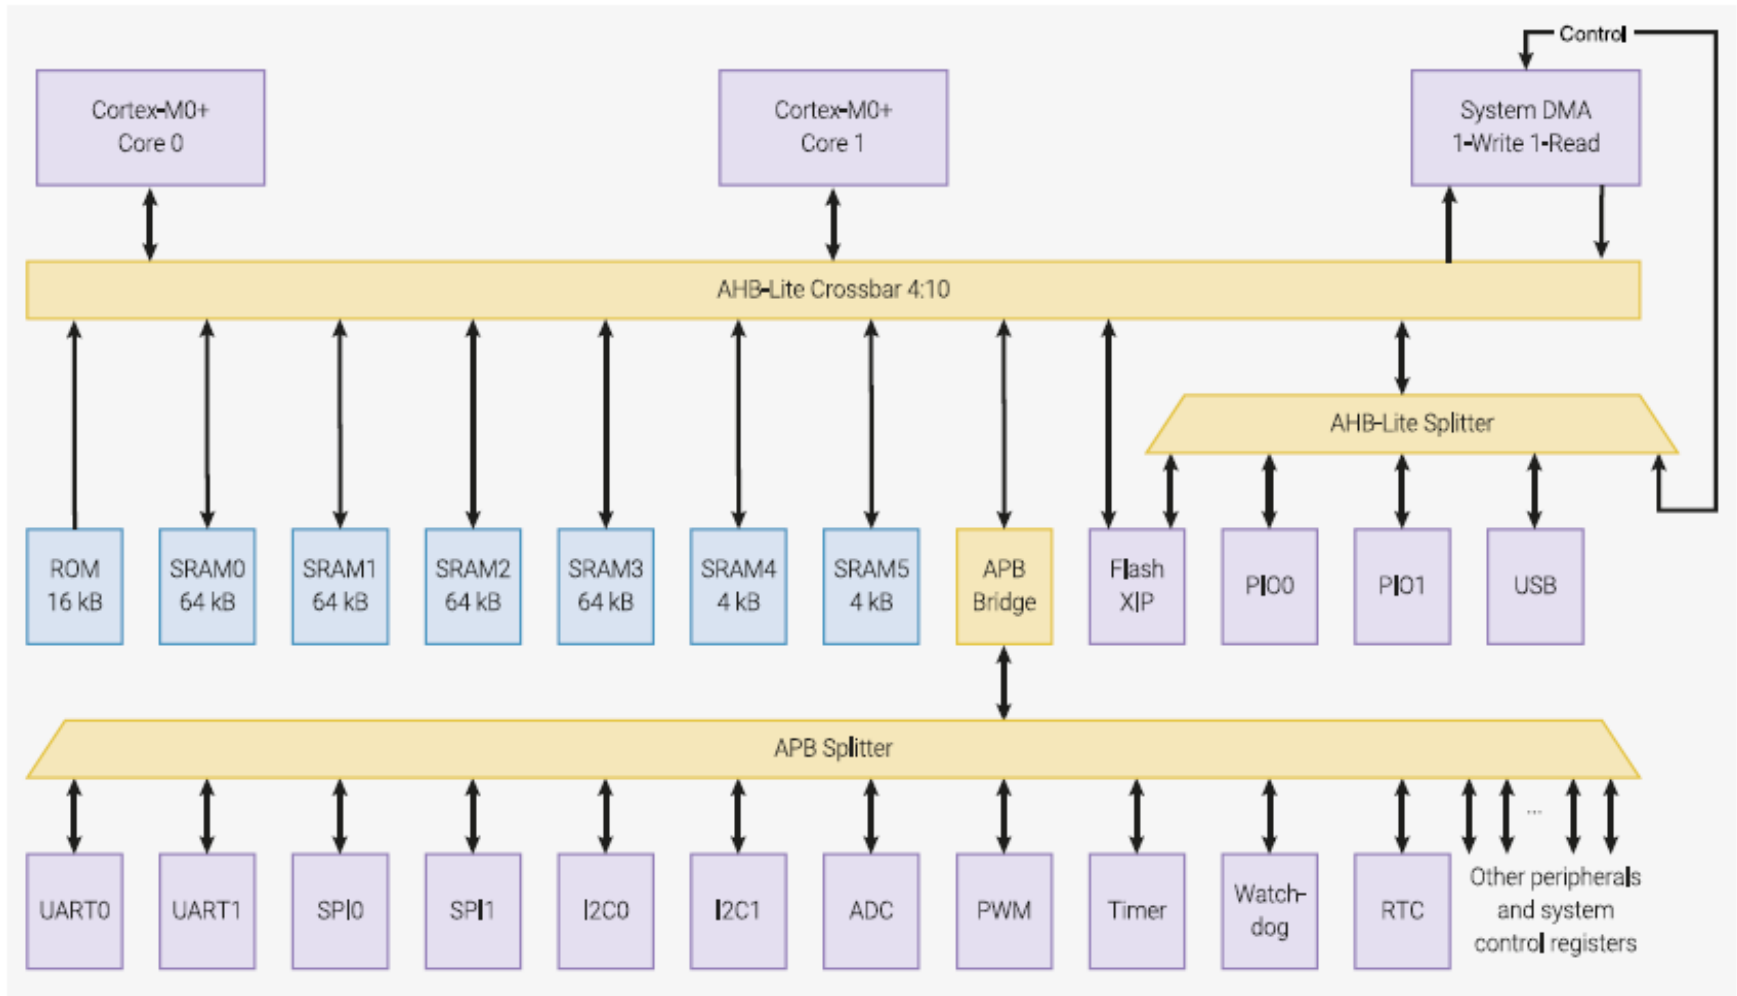 Control
Cortex-M0+
Core 0
Cortex-M0+
Core 1
System DMA
1-Write 1-Read
AHB-Lite Crossbar 4:10
AHB-Lite Splitter
ROM
16 kB
SRAM0
64 kB
SRAM1
64 kB
SRAM2
64 kB
SRAM3
64 kB
SRAM4
4 kB
SRAM5
4 kB
APB
Bridge
Flash
XIP
PIO0
PIO1
USB
APB Splitter
...
UART0
UART1
SPI0
SPI1
I2C0
I2C1
ADC
PWM
Timer
Watch-
dog
RTC
Other peripherals
and system
control registers